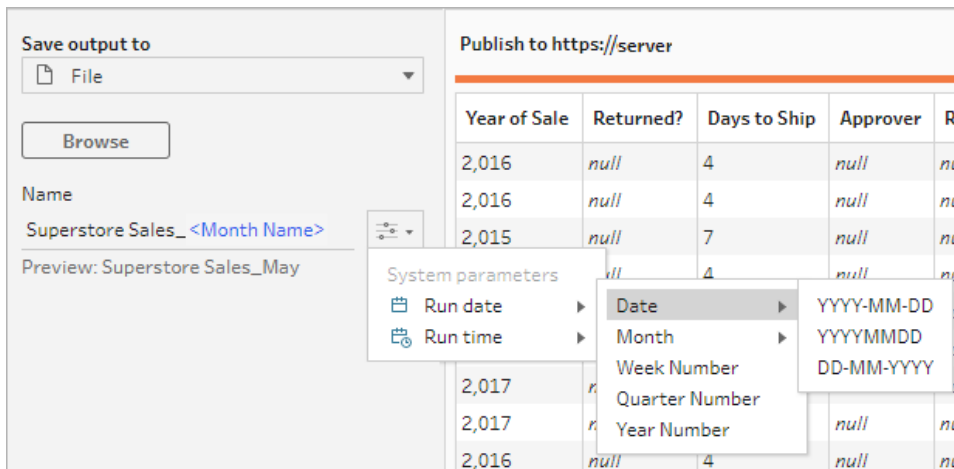 Save output to
File
Browse
Name
Superstore Sales_ <Month Name>
Preview: Superstore Sales_May
Publish to https://server
Year of Sale Returned? Days to Ship Approver R
2,016 null 4 null
2,016 null 4 null
2,015 null 7 null
4 null
2,017 null
2,017 null
2,016 null 4 null
System parameters
Run date
Run time
Date
Month
Week Number
Quarter Number
Year Number
YYYY-MM-DD
YYYYMMDD
DD-MM-YYYY